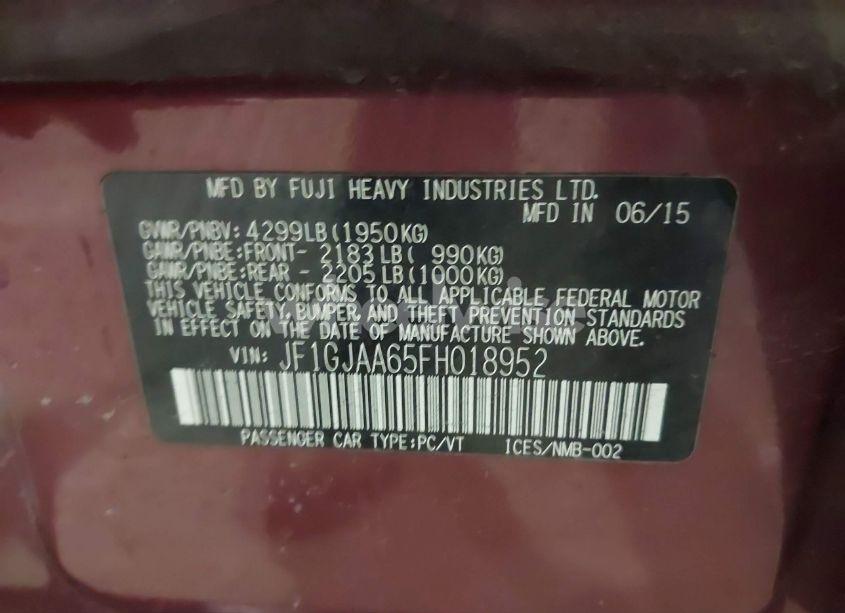 MFD BY FUJI HEAVY INDUSTRIES LTD.
MFD IN 06/15
GVWR/PNBV: 4299LB(1950KG)
GAWR/PNBE:FRONT- 2183LB( 990KG)
GAWR/PNBE:REAR - 2205LB(1000KG)
THIS VEHICLE CONFORMS TO ALL APPLICABLE FEDERAL MOTOR
VEHICLE SAFETY, BUMPER, AND THEFT PREVENTION STANDARDS
IN EFFECT ON THE DATE OF MANUFACTURE SHOWN ABOVE.
VIN: JF1GJAA65FH018952
PASSENGER CAR TYPE:PC/VT ICES/NMB-002